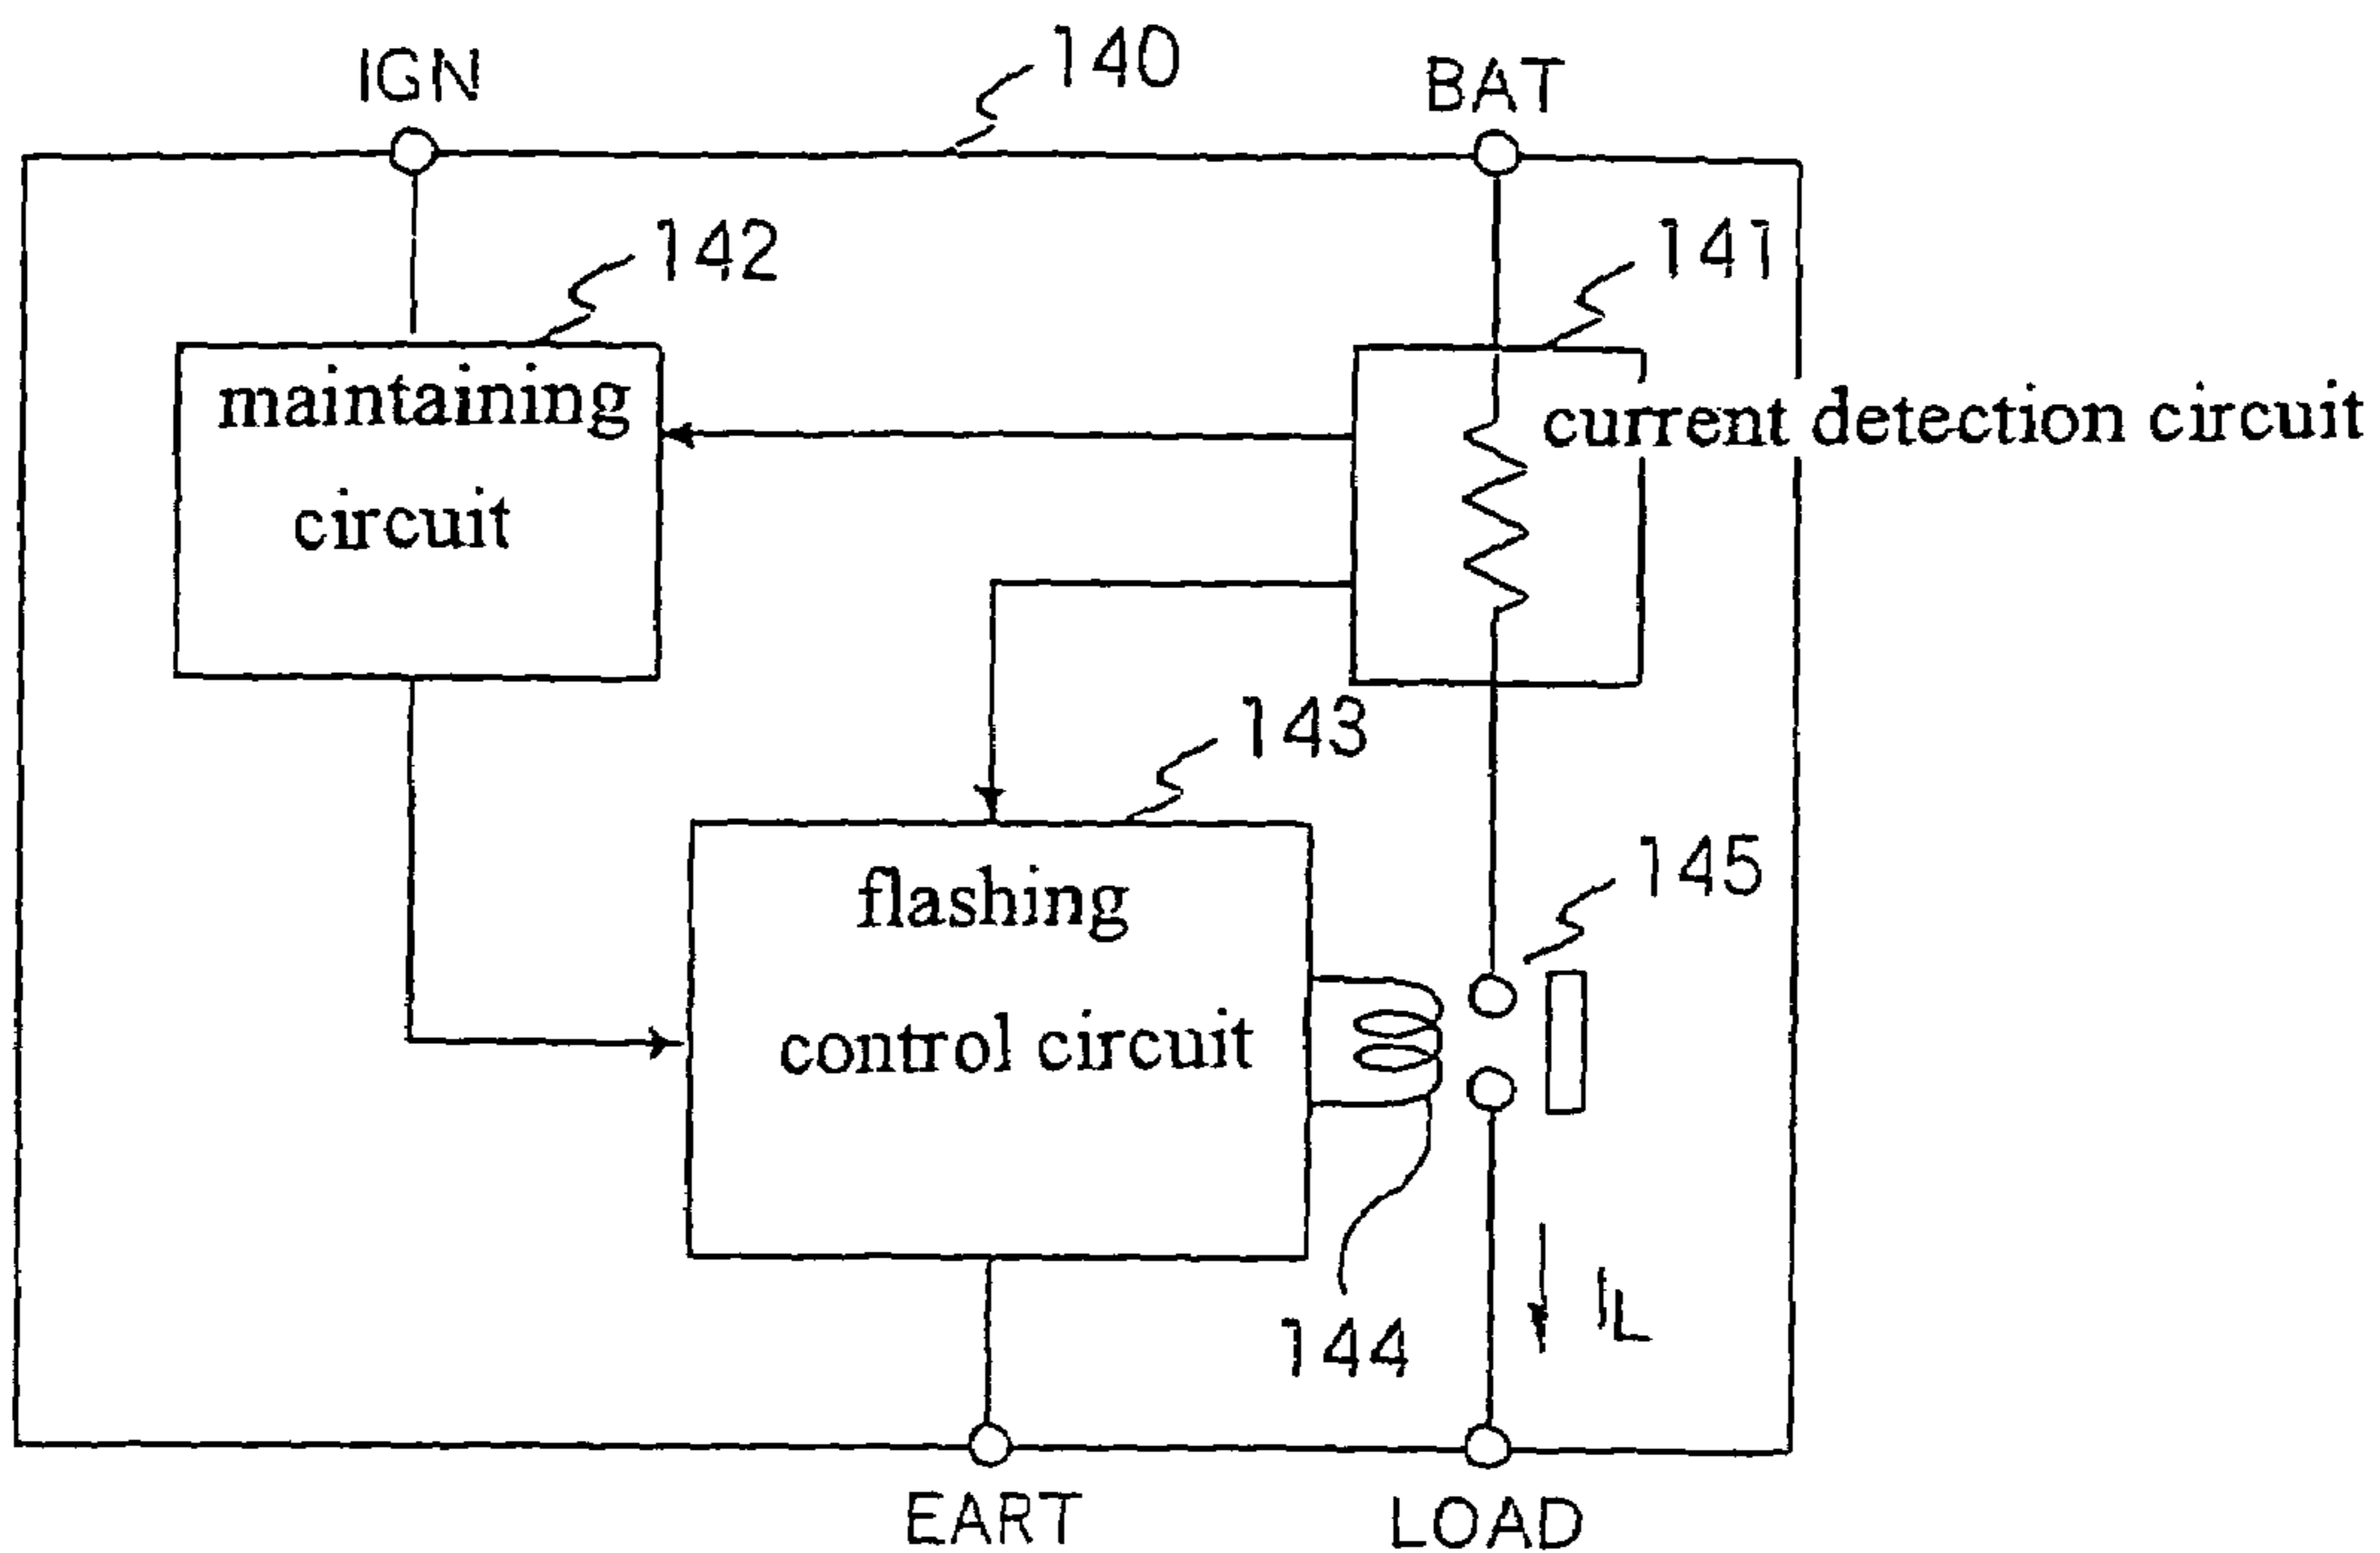 IGN
140
BAT
142
141
maintaining
circuit
current detection circuit
143
flashing
control circuit
145
144
IL
EART
LOAD